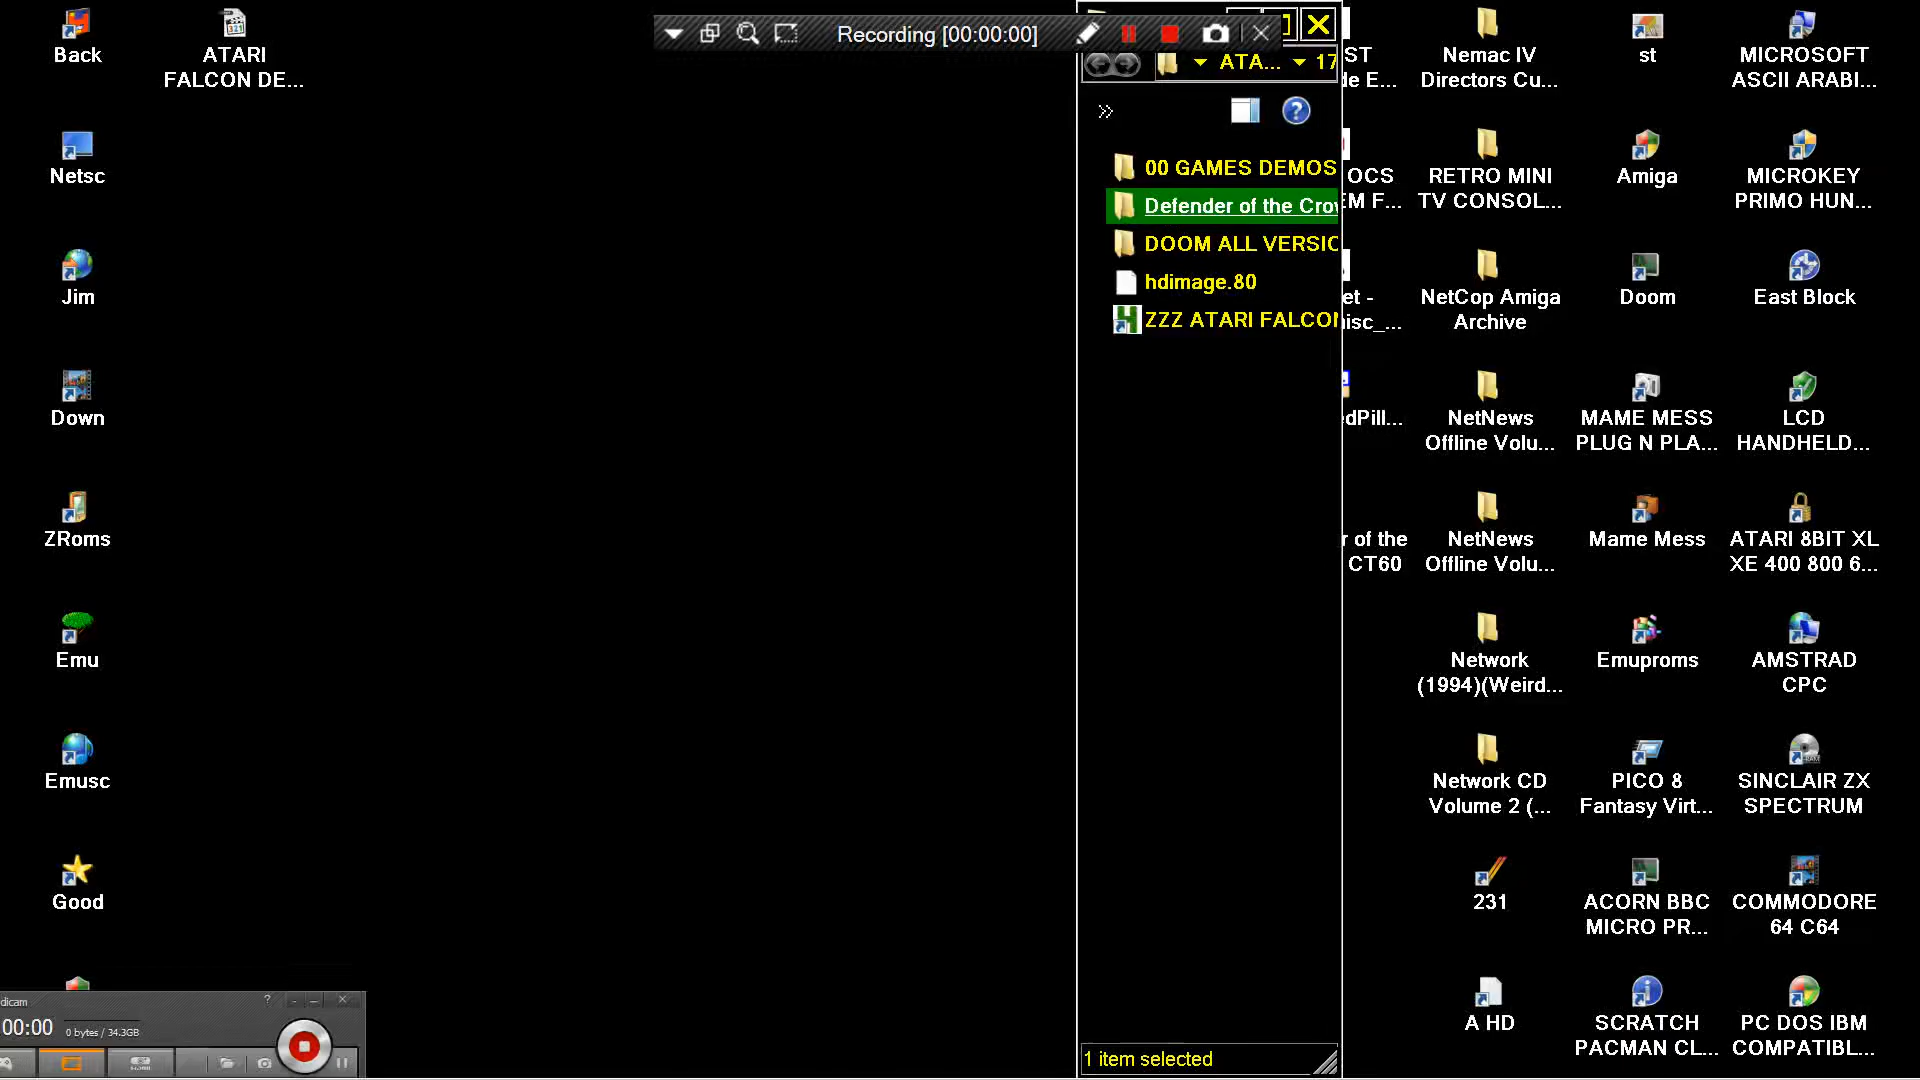 Back
ATARI
FALCON DE...
Netsc
Jim
Down
ZRoms
Emu
Emusc
Good
dicam
00:00
0 bytes / 34.3GB
Recording [00:00:00]
ATA...
17
00 GAMES DEMOS
Defender of the Cro
DOOM ALL VERSIO
hdimage.80
ZZZ ATARI FALCON
1 item selected
ST
de E...
OCS
EM F...
et -
isc_...
dPill...
r of the
CT60
Nemac IV
Directors Cu...
RETRO MINI
TV CONSOL...
NetCop Amiga
Archive
NetNews
Offline Volu...
NetNews
Offline Volu...
Network
(1994)(Weird...
Network CD
Volume 2 (...
231
A HD
st
Amiga
Doom
MAME MESS
PLUG N PLA...
Mame Mess
Emuproms
PICO 8
Fantasy Virt...
ACORN BBC
MICRO PR...
SCRATCH
PACMAN CL...
MICROSOFT
ASCII ARABI...
MICROKEY
PRIMO HUN...
East Block
LCD
HANDHELD...
ATARI 8BIT XL
XE 400 800 6...
AMSTRAD
CPC
SINCLAIR ZX
SPECTRUM
COMMODORE
64 C64
PC DOS IBM
COMPATIBL...